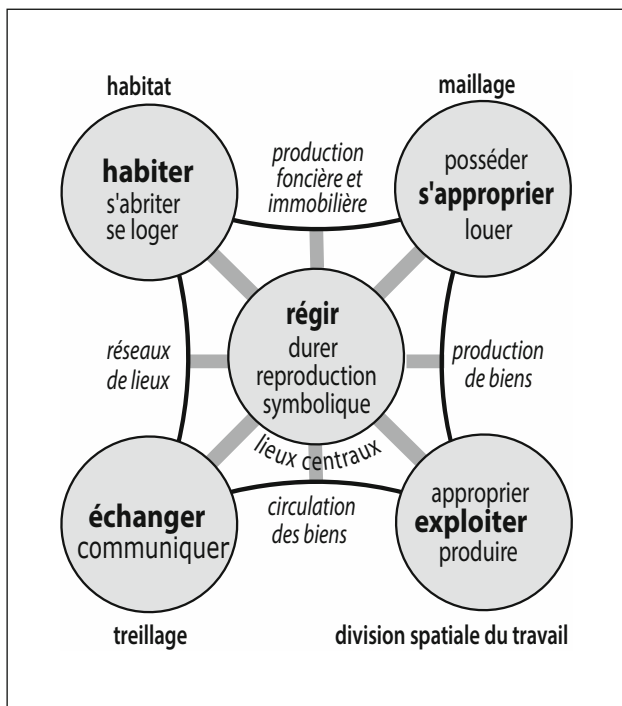 habitat
maillage
habiter
s'abriter
se loger
production
foncière et
immobilière
posséder
s'approprier
louer
régir
durer
reproduction
symbolique
réseaux
de lieux
production
de biens
lieux centraux
échanger
communiquer
circulation
des biens
approprier
exploiter
produire
treillage
division spatiale du travail